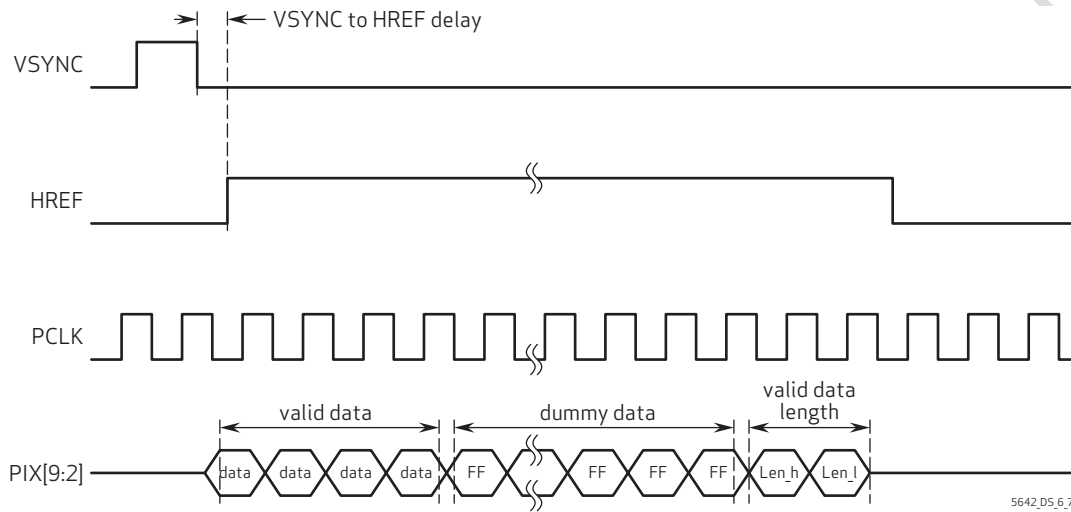 VSYNC to HREF delay
VSYNC
HREF
PCLK
valid data
dummy data
valid data
length
PIX[9:2]
data data data data FF FF FF FF Len_h Len_l
5642_DS_6_7